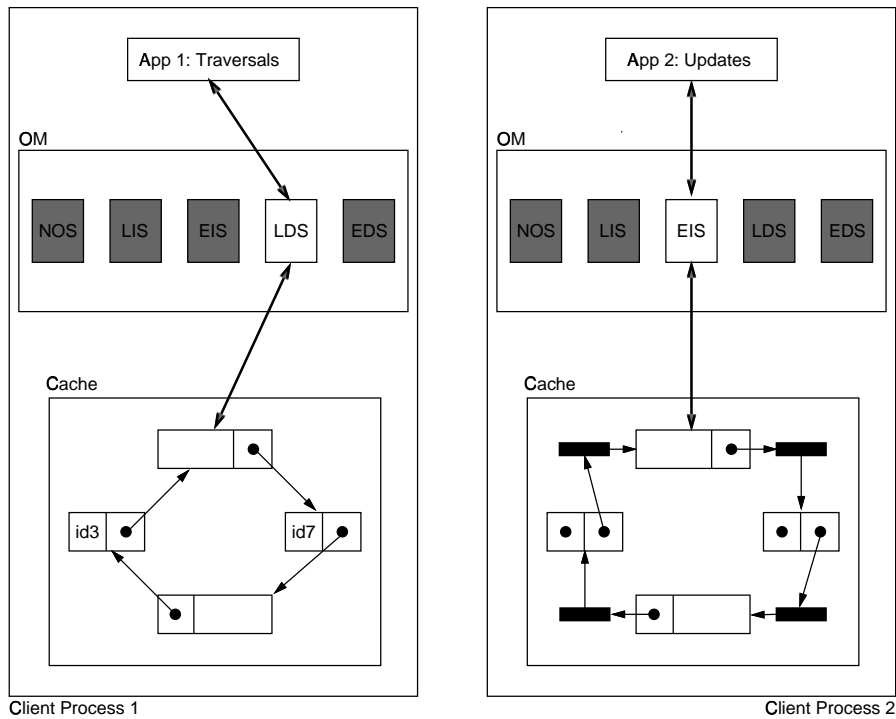 App 1: Traversals
OM
NOS LIS EIS LDS EDS
Cache
id3 id7
Client Process 1
App 2: Updates
OM
NOS LIS EIS LDS EDS
Cache
Client Process 2